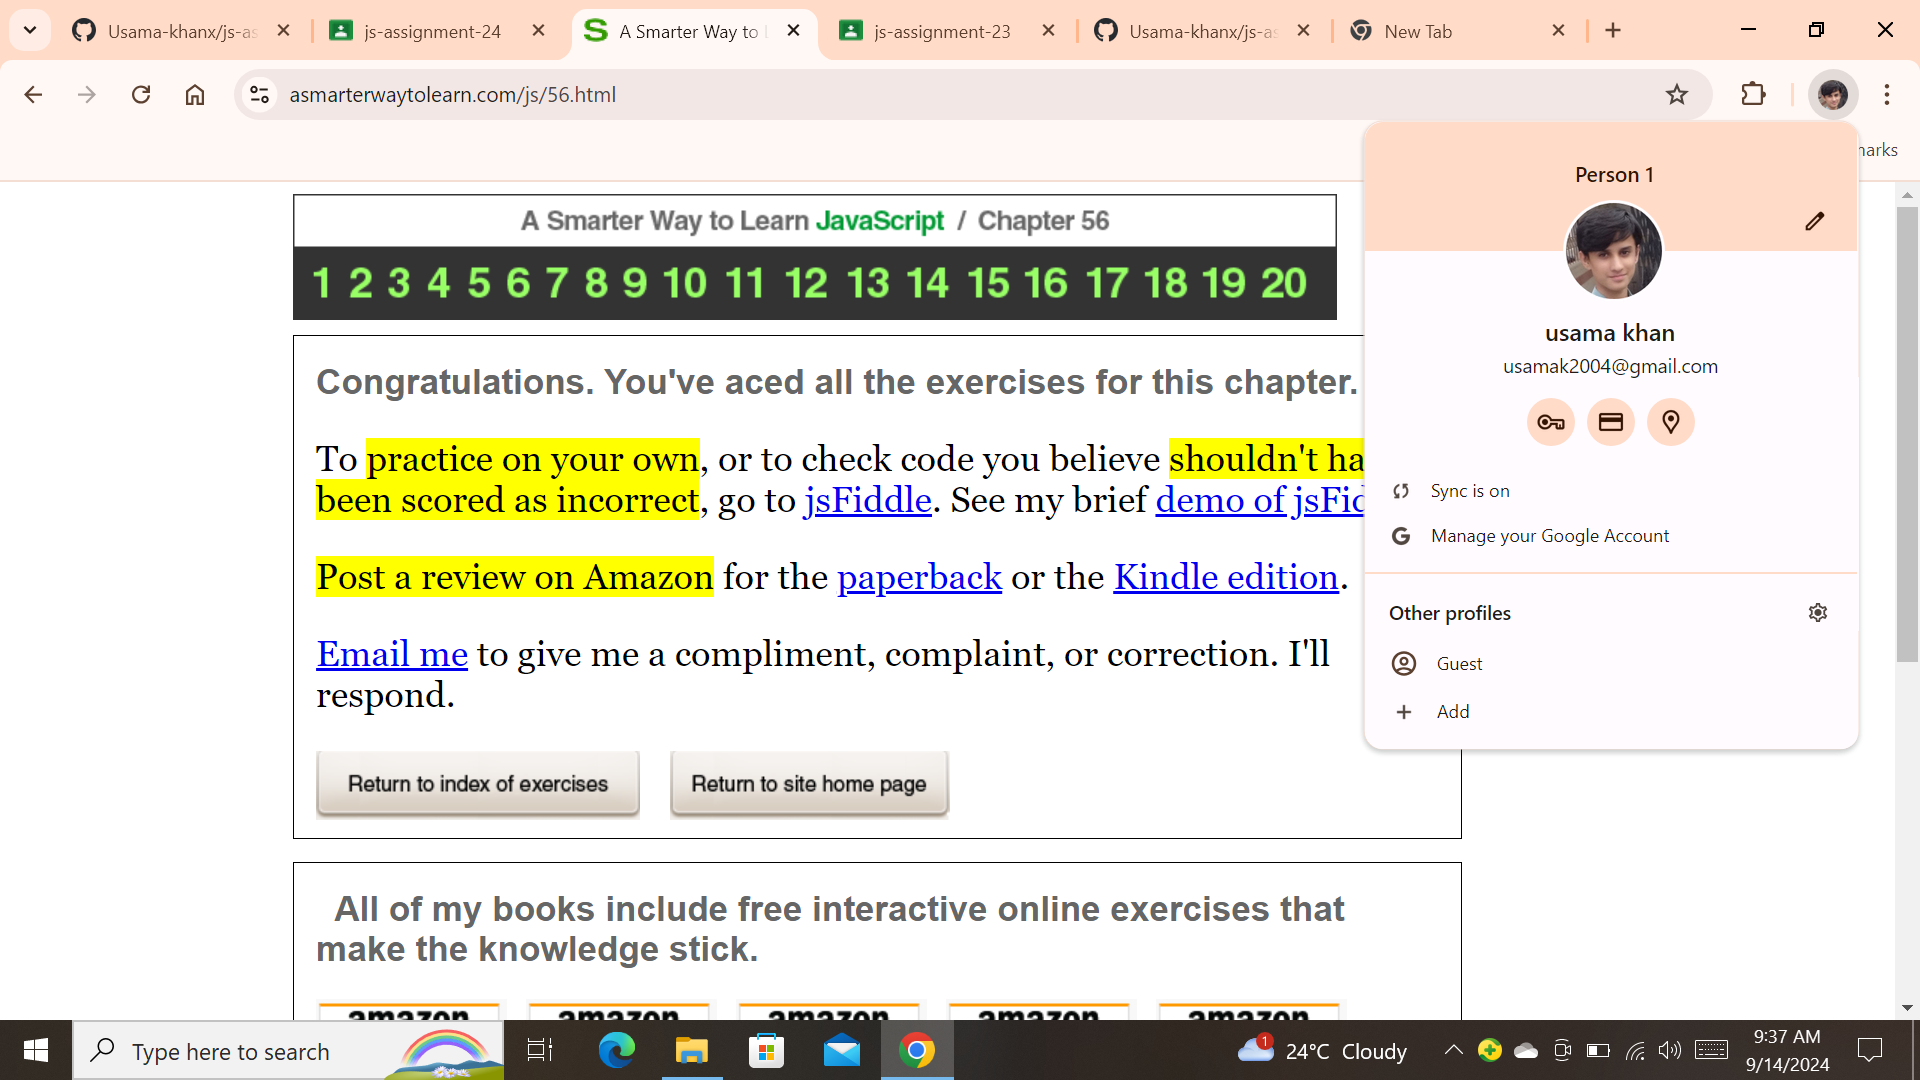 Usama-khanx/js-as
js-assignment-24
A Smarter Way to
js-assignment-23
Usama-khanx/js-as
New Tab
asmarterwaytolearn.com/js/56.html
A Smarter Way to Learn JavaScript / Chapter 56
1 2 3 4 5 6 7 8 9 10 11 12 13 14 15 16 17 18 19 20
Congratulations. You've aced all the exercises for this chapter.
To practice on your own, or to check code you believe shouldn't ha
been scored as incorrect, go to jsFiddle. See my brief demo of jsFid
Post a review on Amazon for the paperback or the Kindle edition.
Email me to give me a compliment, complaint, or correction. I'll
respond.
Return to index of exercises
Return to site home page
All of my books include free interactive online exercises that
make the knowledge stick.
amazon amazon amazon amazon amazon
Person 1
usama khan
usamak2004@gmail.com
Sync is on
Manage your Google Account
Other profiles
Guest
Add
Type here to search
1
24°C Cloudy
9:37 AM
9/14/2024